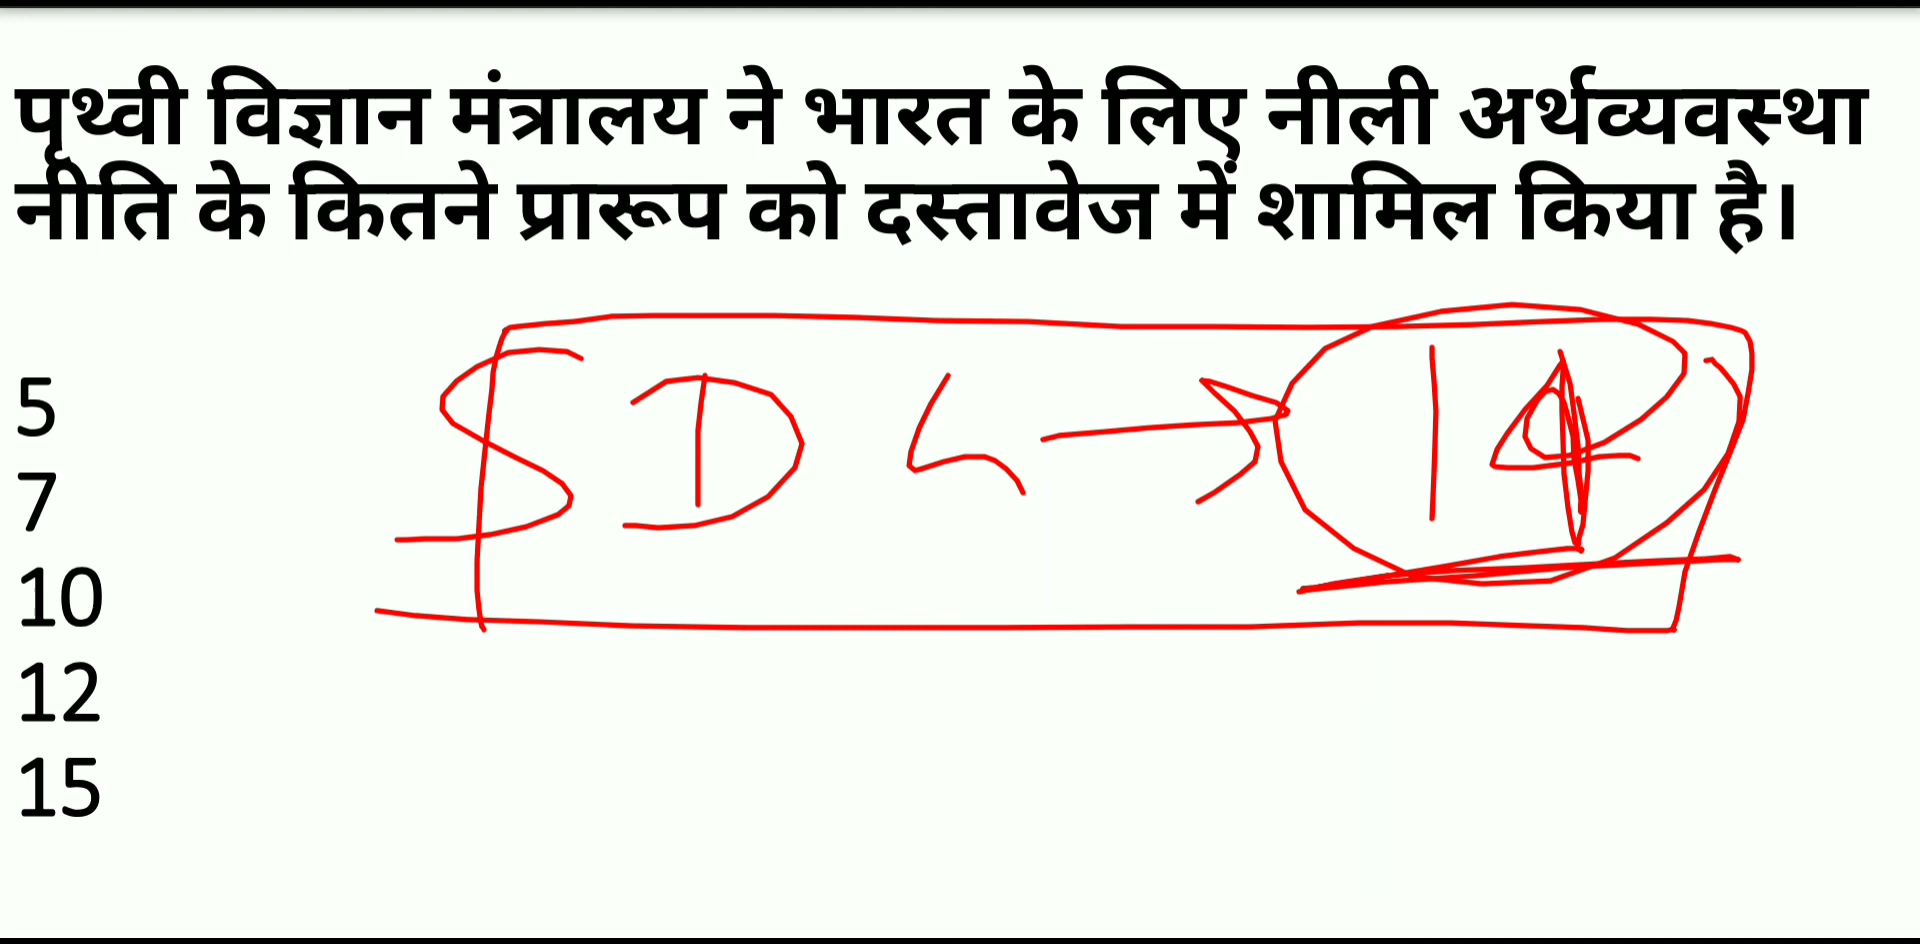 पृथ्वी विज्ञान मंत्रालय ने भारत के लिए नीली अर्थव्यवस्था
नीति के कितने प्रारूप को दस्तावेज में शामिल किया है।
SDG → 14
5
7
10
12
15